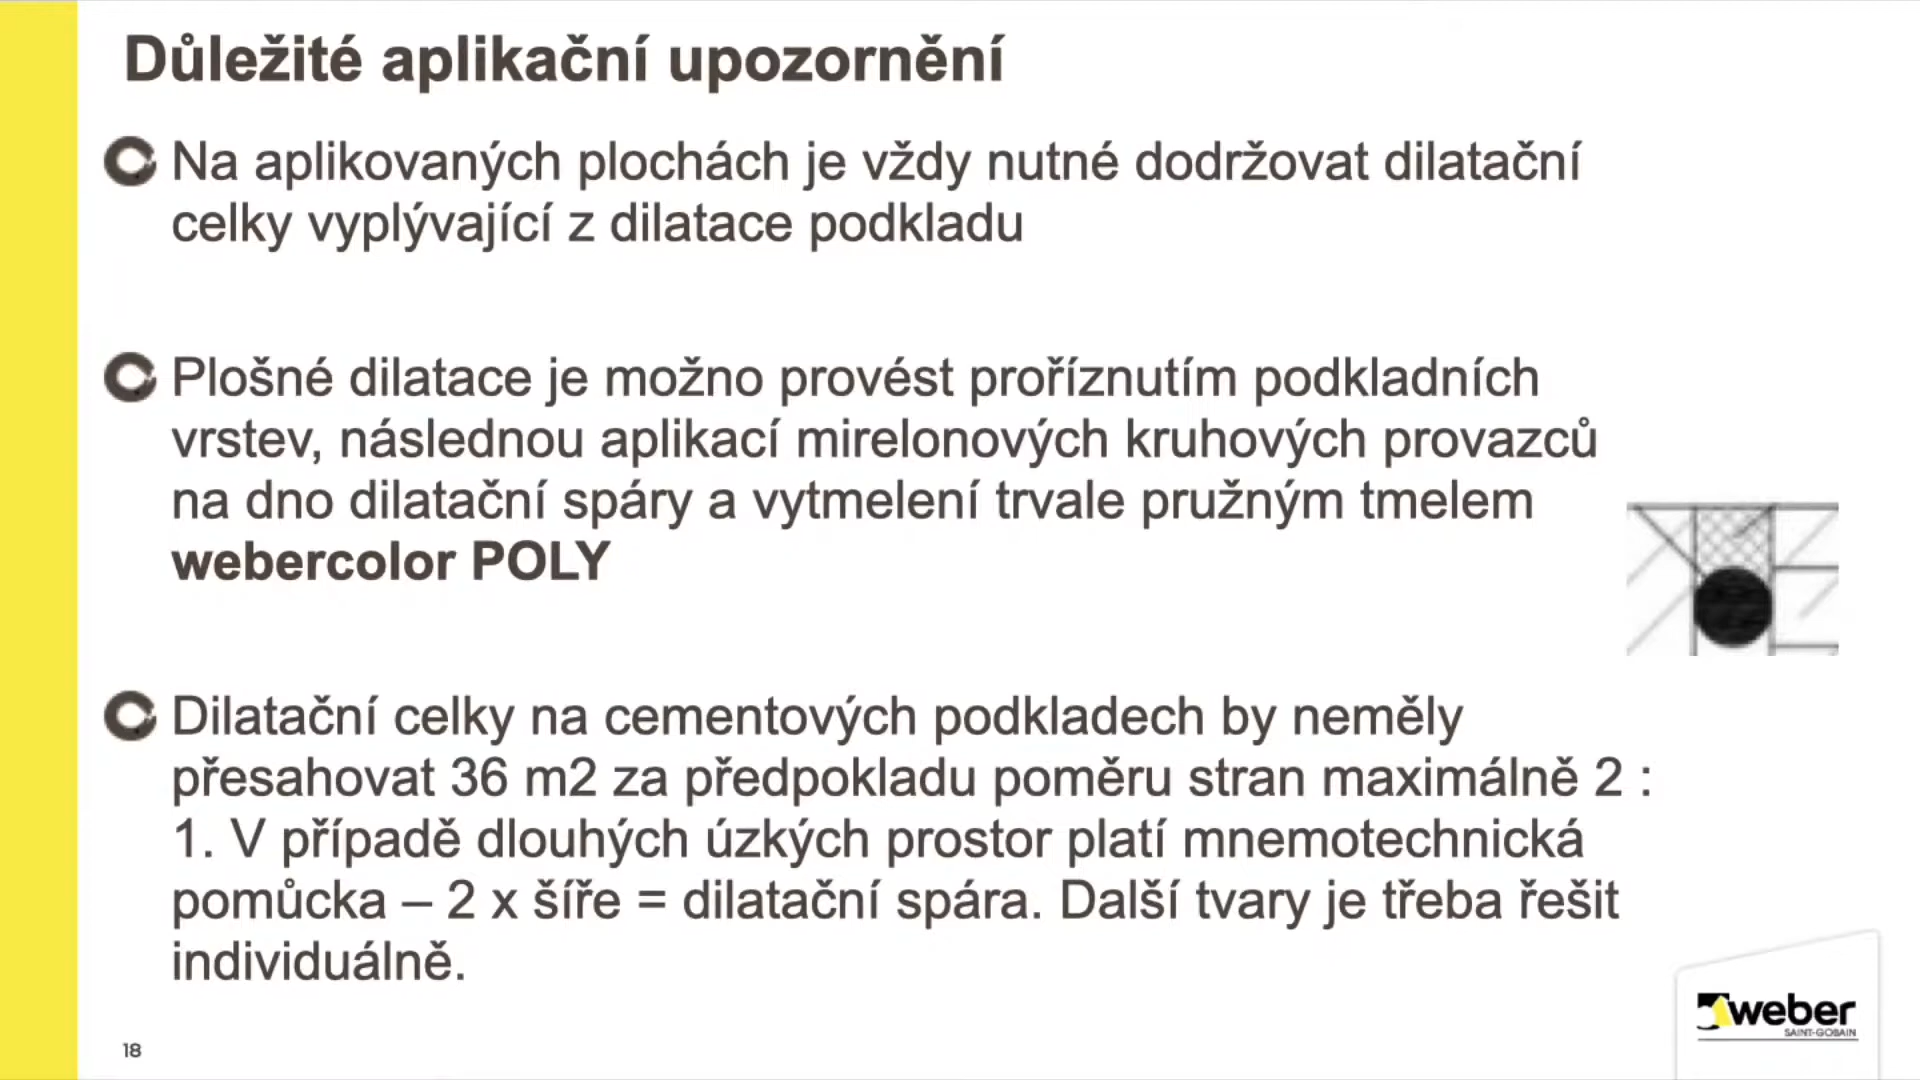 Důležité aplikační upozornění
Na aplikovaných plochách je vždy nutné dodržovat dilatační
celky vyplývající z dilatace podkladu
Plošné dilatace je možno provést proříznutím podkladních
vrstev, následnou aplikací mirelonových kruhových provazců
na dno dilatační spáry a vytmelení trvale pružným tmelem
webercolor POLY
Dilatační celky na cementových podkladech by neměly
přesahovat 36 m2 za předpokladu poměru stran maximálně 2 :
1. V případě dlouhých úzkých prostor platí mnemotechnická
pomůcka – 2 x šíře = dilatační spára. Další tvary je třeba řešit
individuálně.
weber
SAINT-GOBAIN
18